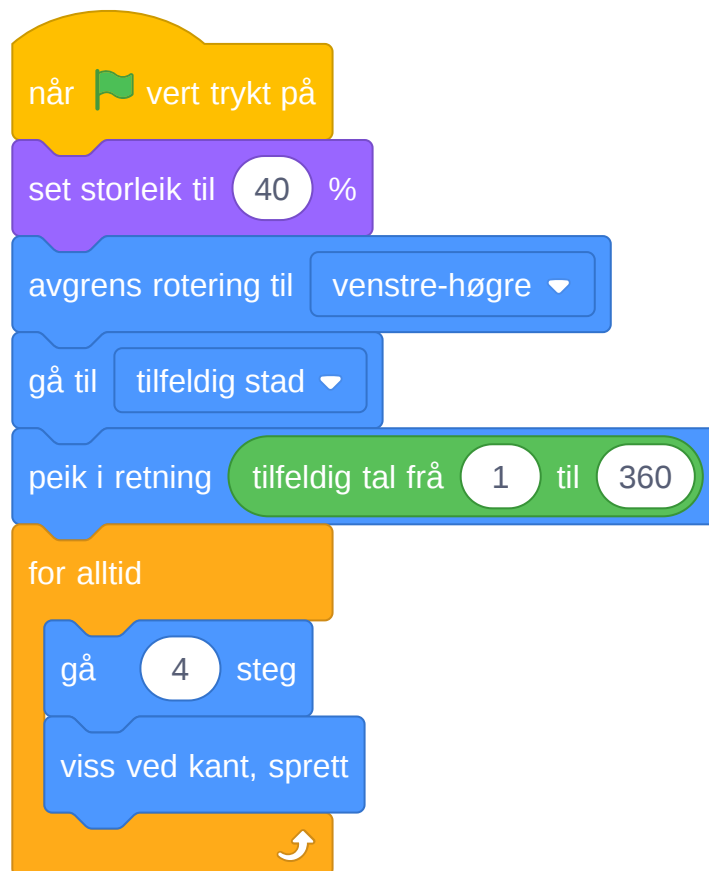 når vert trykt på
set storleik til 40 %
avgrens rotering til venstre-høgre
gå til tilfeldig stad
peik i retning tilfeldig tal frå 1 til 360
for alltid
gå 4 steg
viss ved kant, sprett